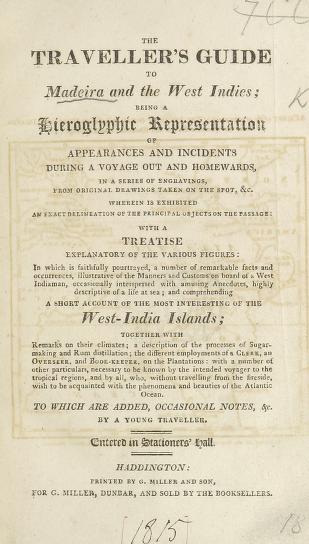 THE
TRAVELLER'S GUIDE
TO
Madeira and the West Indies;
BEING A
Hieroglyphic Representation
OF
APPEARANCES AND INCIDENTS
DURING A VOYAGE OUT AND HOMEWARDS,
IN A SERIES OF ENGRAVINGS,
FROM ORIGINAL DRAWINGS TAKEN ON THE SPOT, &c.
WHEREIN IS EXHIBITED
AN EXACT DELINEATION OF THE PRINCIPAL OBJECTS ON THE PASSAGE:
WITH A
TREATISE
EXPLANATORY OF THE VARIOUS FIGURES:
In which is faithfully pourtrayed, a number of remarkable facts and
occurrences, illustrative of the Manners and Customs on board of a West
Indiaman, occasionally interspersed with amusing Anecdotes, highly
descriptive of a life at sea; and comprehending
A SHORT ACCOUNT OF THE MOST INTERESTING OF THE
West-India Islands;
TOGETHER WITH
Remarks on their climates; a description of the processes of Sugar-
making and Rum distillation; the different employments of a CLERK, an
OVERSEER, and BOOK-KEEPER, on the Plantations: with a number of
other particulars, necessary to be known by the intended voyager to the
tropical regions, and by all, who, without travelling from the fireside,
wish to be acquainted with the phenomena and beauties of the Atlantic
Ocean.
TO WHICH ARE ADDED, OCCASIONAL NOTES, &c.
BY A YOUNG TRAVELLER.
Entered in Stationers' Hall.
HADDINGTON:
PRINTED BY G. MILLER AND SON,
FOR G. MILLER, DUNBAR, AND SOLD BY THE BOOKSELLERS.
[1815]
18